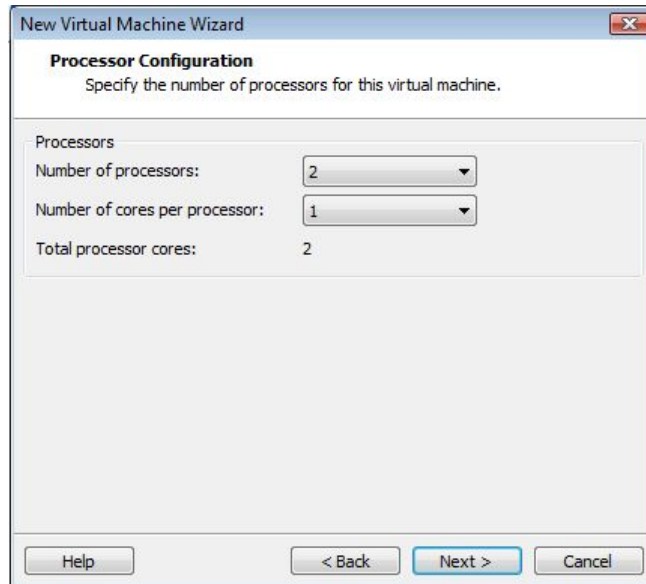 New Virtual Machine Wizard
Processor Configuration
Specify the number of processors for this virtual machine.
Processors
Number of processors: 2
Number of cores per processor: 1
Total processor cores: 2
Help < Back Next > Cancel